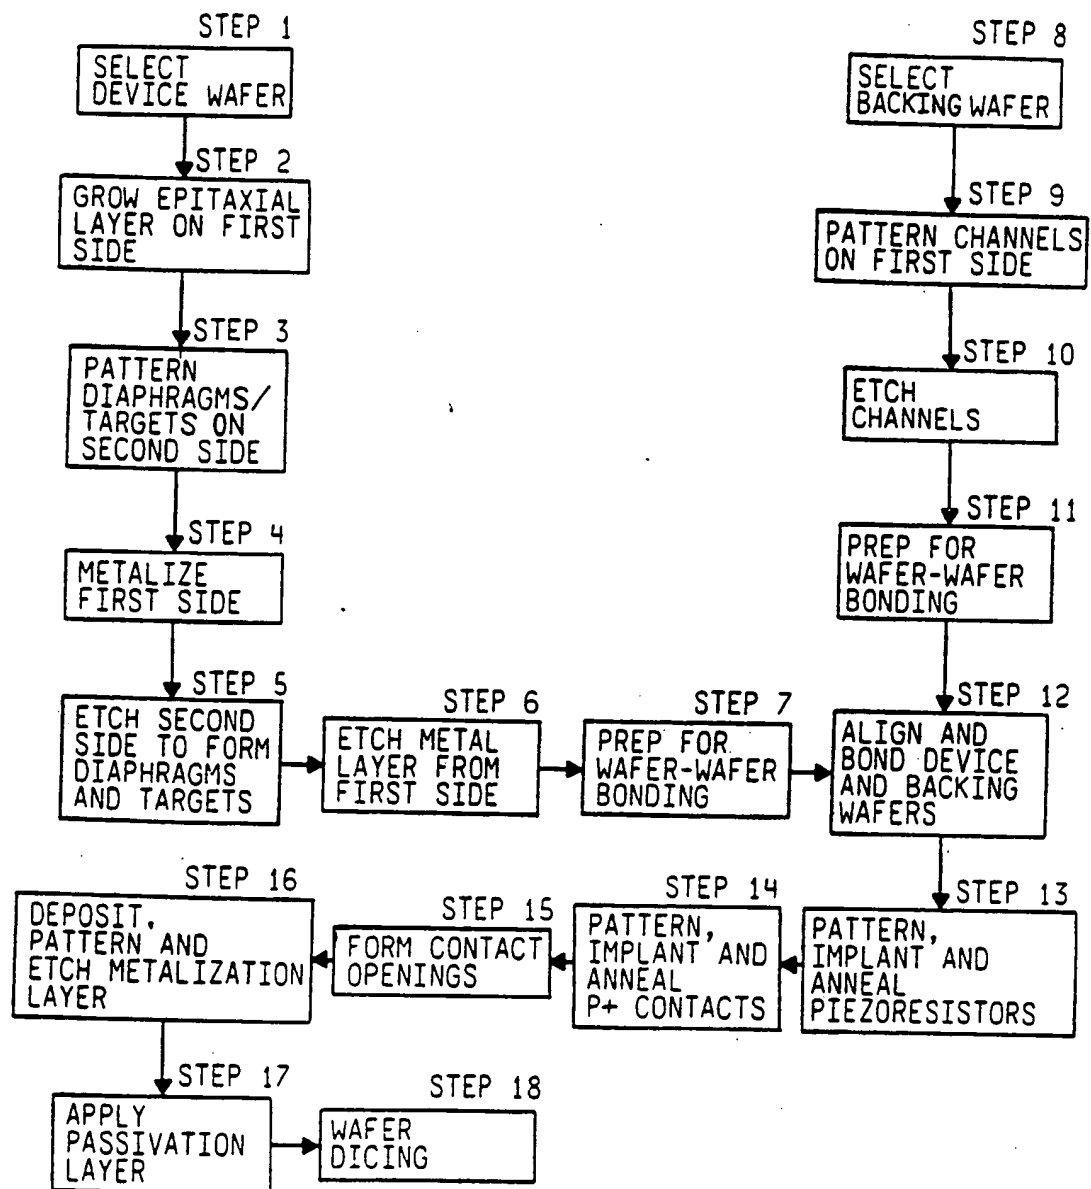 STEP 1
SELECT
DEVICE WAFER
STEP 2
GROW EPITAXIAL
LAYER ON FIRST
SIDE
STEP 3
PATTERN
DIAPHRAGMS/
TARGETS ON
SECOND SIDE
STEP 4
METALIZE
FIRST SIDE
STEP 5
ETCH SECOND
SIDE TO FORM
DIAPHRAGMS
AND TARGETS
STEP 6
ETCH METAL
LAYER FROM
FIRST SIDE
STEP 7
PREP FOR
WAFER-WAFER
BONDING
STEP 8
SELECT
BACKING WAFER
STEP 9
PATTERN CHANNELS
ON FIRST SIDE
STEP 10
ETCH
CHANNELS
STEP 11
PREP FOR
WAFER-WAFER
BONDING
STEP 12
ALIGN AND
BOND DEVICE
AND BACKING
WAFERS
STEP 13
PATTERN,
IMPLANT AND
ANNEAL
PIEZORESISTORS
STEP 14
PATTERN,
IMPLANT AND
ANNEAL
P+ CONTACTS
STEP 15
FORM CONTACT
OPENINGS
STEP 16
DEPOSIT,
PATTERN AND
ETCH METALIZATION
LAYER
STEP 17
APPLY
PASSIVATION
LAYER
STEP 18
WAFER
DICING